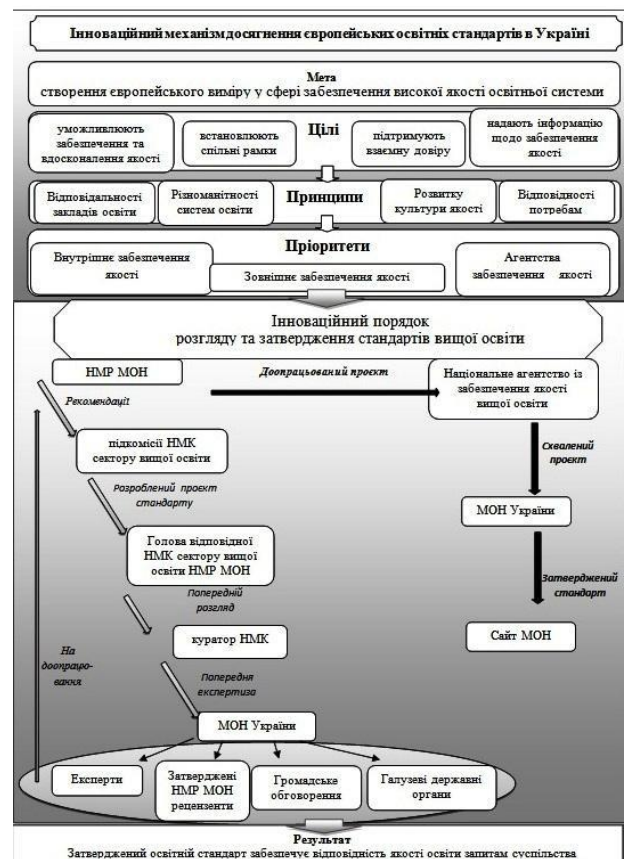 Інноваційний механізм досягнення європейських освітніх стандартів в Україні
Мета
створення європейського виміру у сфері забезпечення високої якості освітньої системи
Цілі
уможливлюють
забезпечення та
вдосконалення якості
встановлюють
спільні рамки
підтримують
взаємну довіру
надають інформацію
щодо забезпечення
якості
Принципи
Відповідальності
закладів освіти
Різноманітності
систем освіти
Розвитку
культури якості
Відповідності
потребам
Пріоритети
Внутрішнє забезпечення
якості
Зовнішнє забезпечення якості
Агентства
забезпечення якості
Інноваційний порядок
розгляду та затвердження стандартів вищої освіти
НМР МОН
Доопрацьований проєкт
Національне агентство із
забезпечення якості
вищої освіти
Рекомендації
підкомісії НМК
сектору вищої освіти
Схвалений
проєкт
Розроблений проєкт
стандарту
МОН України
Голова відповідної
НМК сектору вищої
освіти НМР МОН
Затверджений
стандарт
Попередній
розгляд
куратор НМК
Сайт МОН
На
доопрацю-
вання
Попередня
експертиза
МОН України
Експерти
Затверджені
НМР МОН
рецензенти
Громадське
обговорення
Галузеві державні
органи
Результат
Затверджений освітній стандарт забезпечує відповідність якості освіти запитам суспільства